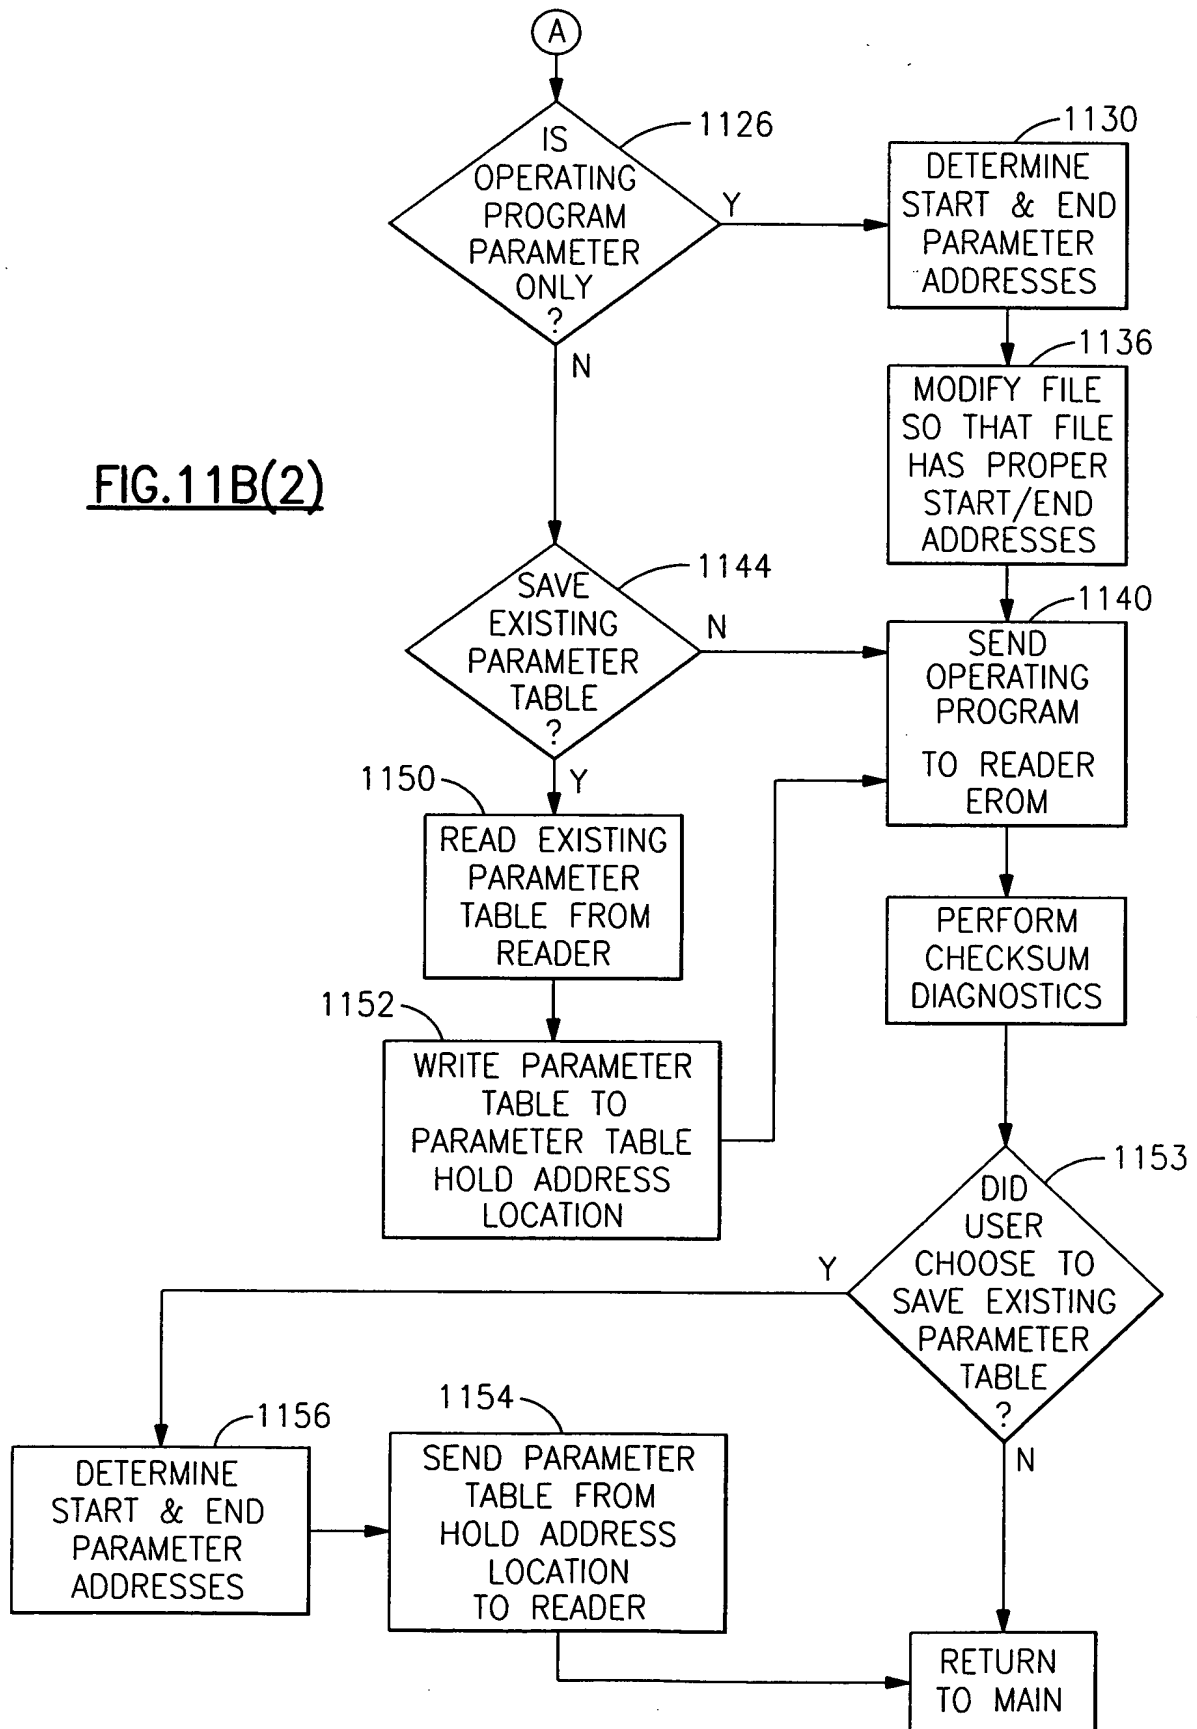 A
IS
OPERATING
PROGRAM
PARAMETER
ONLY
?
1126
Y
N
1130
DETERMINE
START & END
PARAMETER
ADDRESSES
1136
MODIFY FILE
SO THAT FILE
HAS PROPER
START/END
ADDRESSES
FIG.11B(2)
SAVE
EXISTING
PARAMETER
TABLE
?
1144
N
Y
1140
SEND
OPERATING
PROGRAM
TO READER
EROM
1150
READ EXISTING
PARAMETER
TABLE FROM
READER
PERFORM
CHECKSUM
DIAGNOSTICS
1152
WRITE PARAMETER
TABLE TO
PARAMETER TABLE
HOLD ADDRESS
LOCATION
1153
DID
USER
CHOOSE TO
SAVE EXISTING
PARAMETER
TABLE
?
Y
N
1156
DETERMINE
START & END
PARAMETER
ADDRESSES
1154
SEND PARAMETER
TABLE FROM
HOLD ADDRESS
LOCATION
TO READER
RETURN
TO MAIN